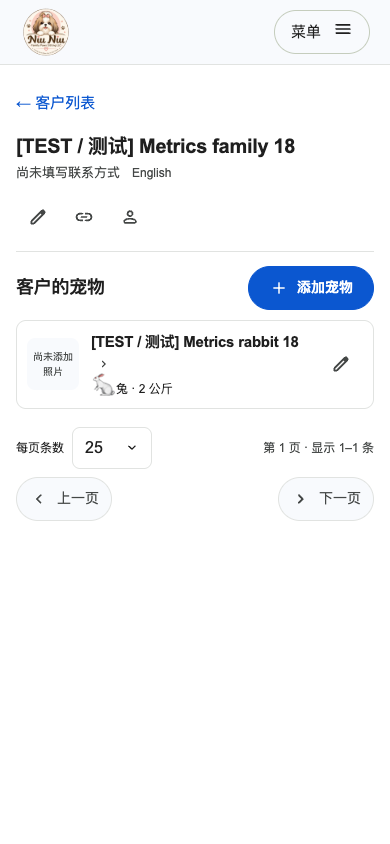 Niu Niu
菜单
← 客户列表
[TEST / 测试] Metrics family 18
尚未填写联系方式 English
客户的宠物
添加宠物
尚未添加
照片
[TEST / 测试] Metrics rabbit 18
兔 · 2 公斤
每页条数 25
第 1 页 · 显示 1–1 条
上一页
下一页